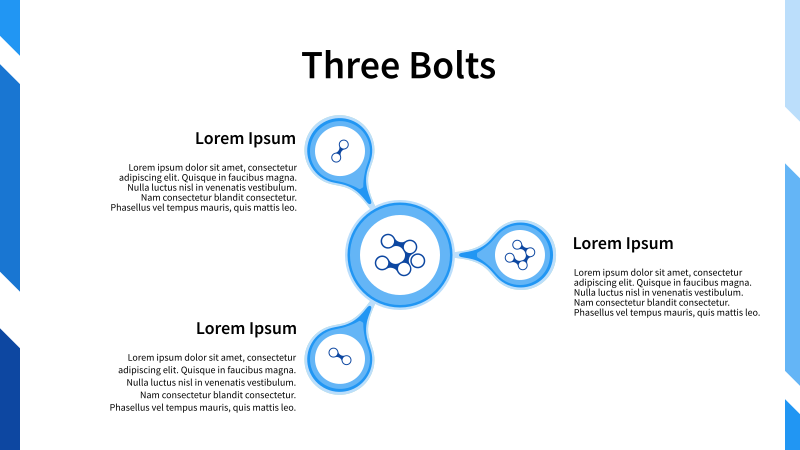 Three Bolts
Lorem Ipsum
Lorem ipsum dolor sit amet, consectetur
adipiscing elit. Quisque in faucibus magna.
Nulla luctus nisl in venenatis vestibulum.
Nam consectetur blandit consectetur.
Phasellus vel tempus mauris, quis mattis leo.
Lorem Ipsum
Lorem ipsum dolor sit amet, consectetur
adipiscing elit. Quisque in faucibus magna.
Nulla luctus nisl in venenatis vestibulum.
Nam consectetur blandit consectetur.
Phasellus vel tempus mauris, quis mattis leo.
Lorem Ipsum
Lorem ipsum dolor sit amet, consectetur
adipiscing elit. Quisque in faucibus magna.
Nulla luctus nisl in venenatis vestibulum.
Nam consectetur blandit consectetur.
Phasellus vel tempus mauris, quis mattis leo.